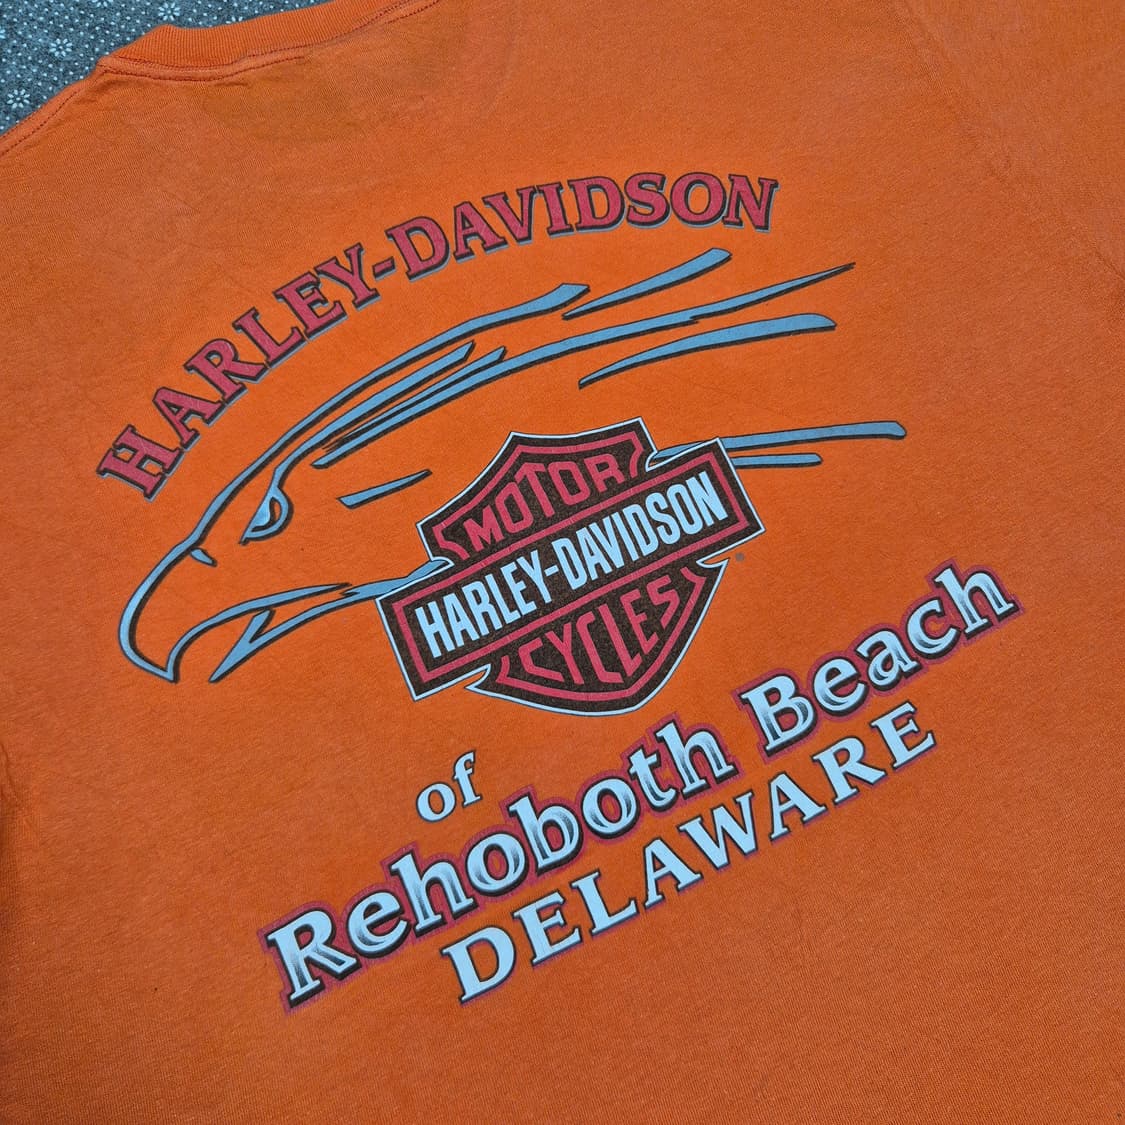 HARLEY-DAVIDSON
MOTOR
HARLEY-DAVIDSON
CYCLES
of
Rehoboth Beach
DELAWARE